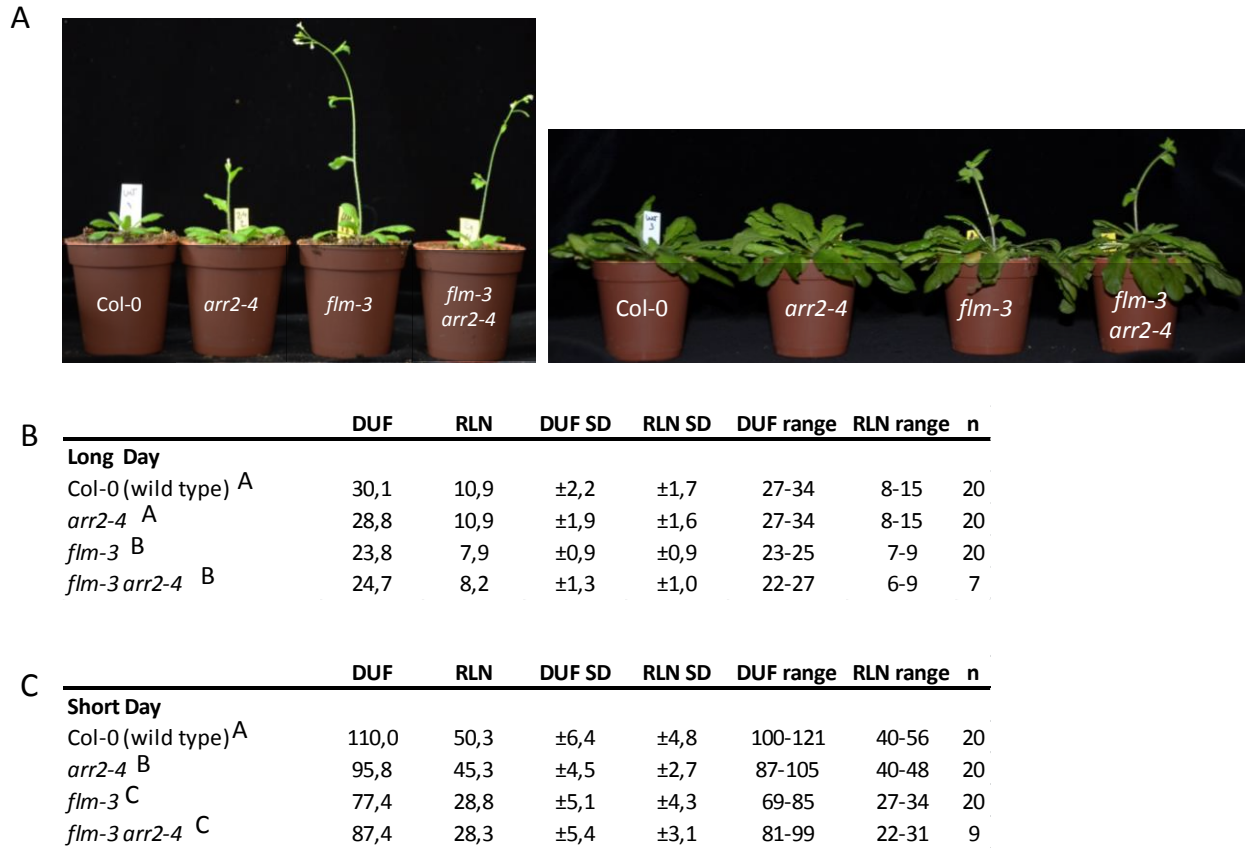 A
Col-0
arr2-4
flm-3
flm-3
arr2-4
Col-0
arr2-4
flm-3
flm-3
arr2-4
B
DUF RLN DUF SD RLN SD DUF range RLN range n
Long Day
Col-0 (wild type) A 30,1 10,9 ±2,2 ±1,7 27-34 8-15 20
arr2-4 A 28,8 10,9 ±1,9 ±1,6 27-34 8-15 20
flm-3 B 23,8 7,9 ±0,9 ±0,9 23-25 7-9 20
flm-3 arr2-4 B 24,7 8,2 ±1,3 ±1,0 22-27 6-9 7
C
DUF RLN DUF SD RLN SD DUF range RLN range n
Short Day
Col-0 (wild type) A 110,0 50,3 ±6,4 ±4,8 100-121 40-56 20
arr2-4 B 95,8 45,3 ±4,5 ±2,7 87-105 40-48 20
flm-3 C 77,4 28,8 ±5,1 ±4,3 69-85 27-34 20
flm-3 arr2-4 C 87,4 28,3 ±5,4 ±3,1 81-99 22-31 9